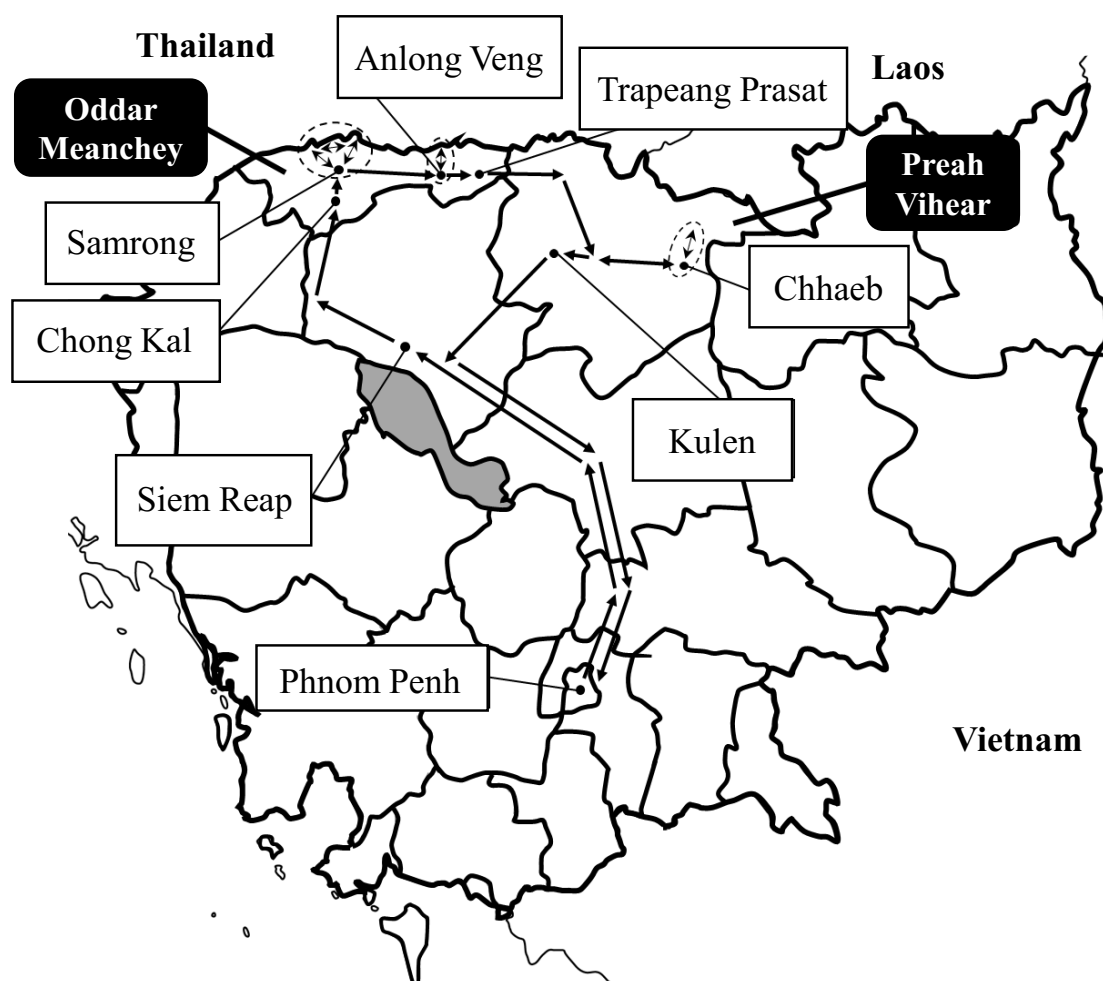 Thailand
Anlong Veng
Laos
Trapeang Prasat
Oddar
Meanchey
Preah
Vihear
Samrong
Chhaeb
Chong Kal
Kulen
Siem Reap
Phnom Penh
Vietnam